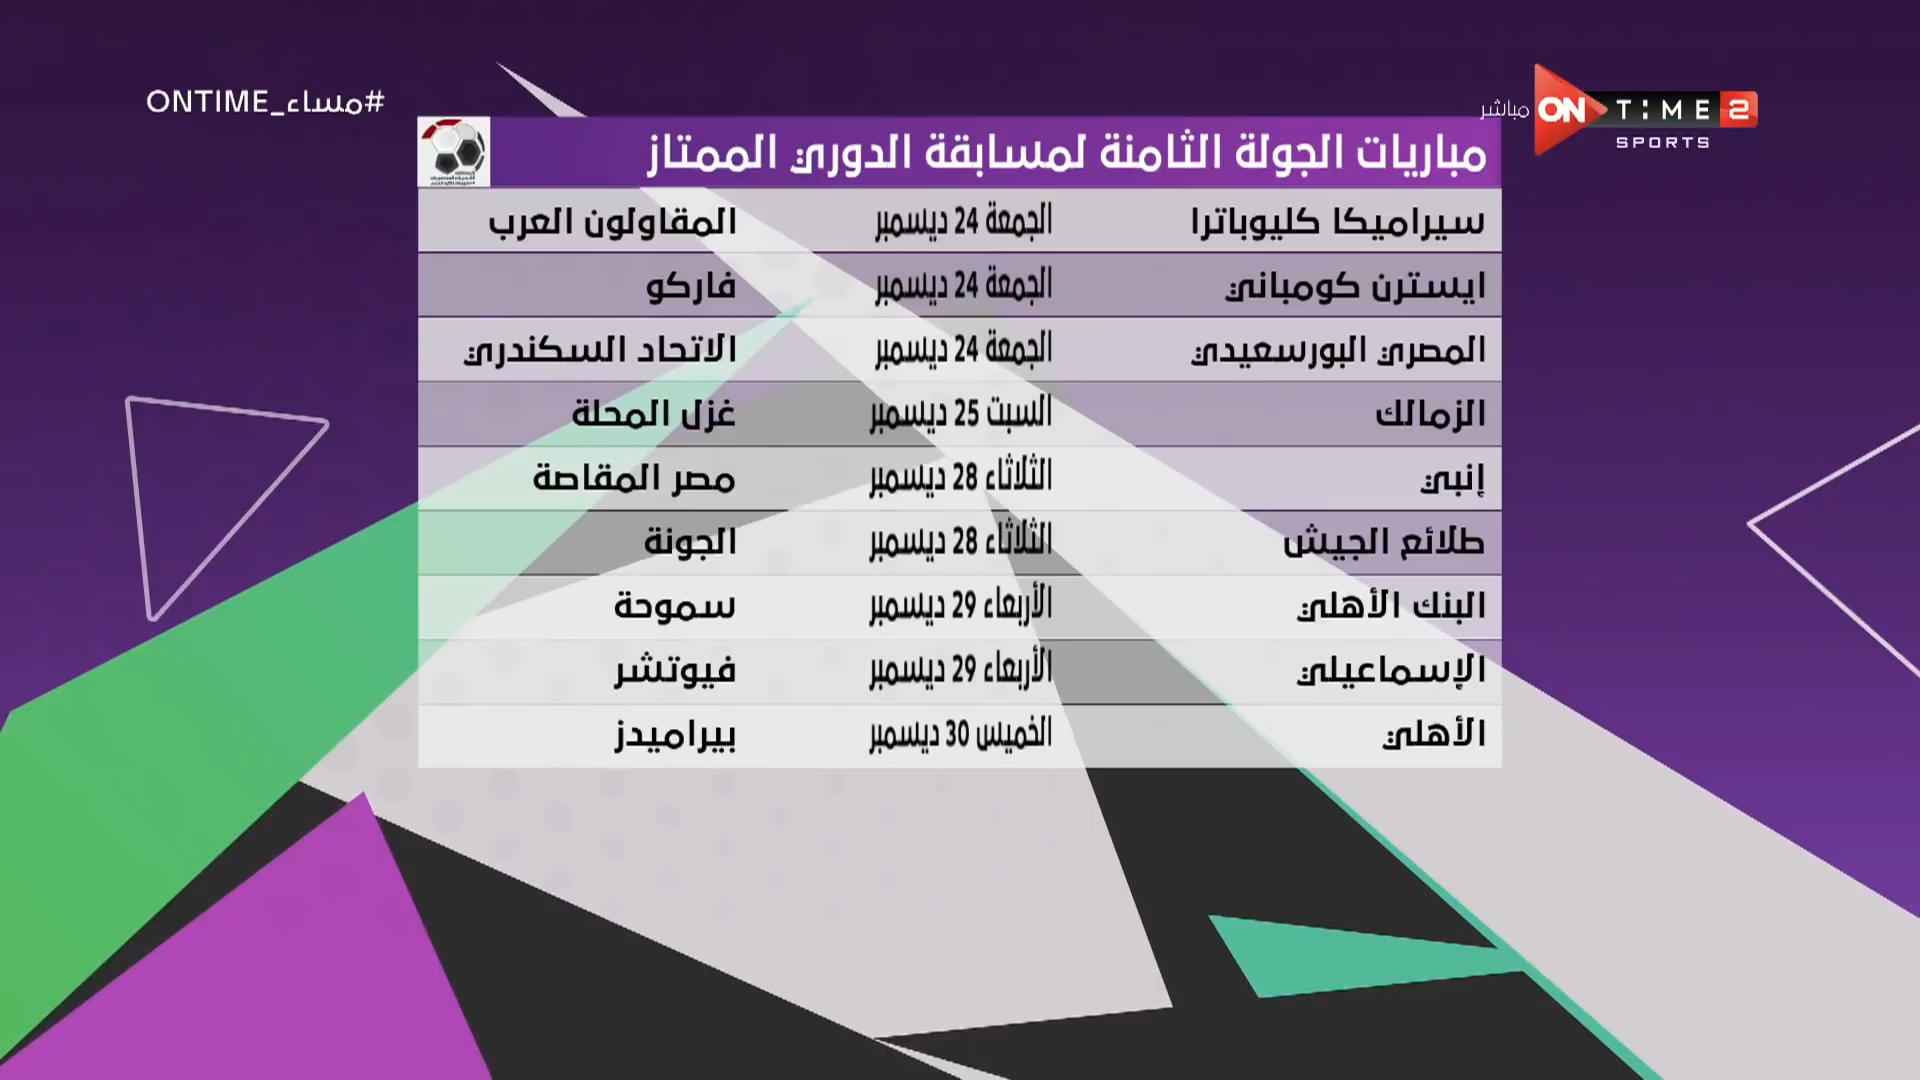 #مساء_ONTIME
مباشر ON TIME 2
SPORTS
مباريات الجولة الثامنة لمسابقة الدوري الممتاز
سيراميكا كليوباترا الجمعة 24 ديسمبر المقاولون العرب
ايسترن كومباني الجمعة 24 ديسمبر فاركو
المصري البورسعيدي الجمعة 24 ديسمبر الاتحاد السكندري
الزمالك السبت 25 ديسمبر غزل المحلة
إنبي الثلاثاء 28 ديسمبر مصر المقاصة
طلائع الجيش الثلاثاء 28 ديسمبر الجونة
البنك الأهلي الأربعاء 29 ديسمبر سموحة
الإسماعيلي الأربعاء 29 ديسمبر فيوتشر
الأهلي الخميس 30 ديسمبر بيراميدز